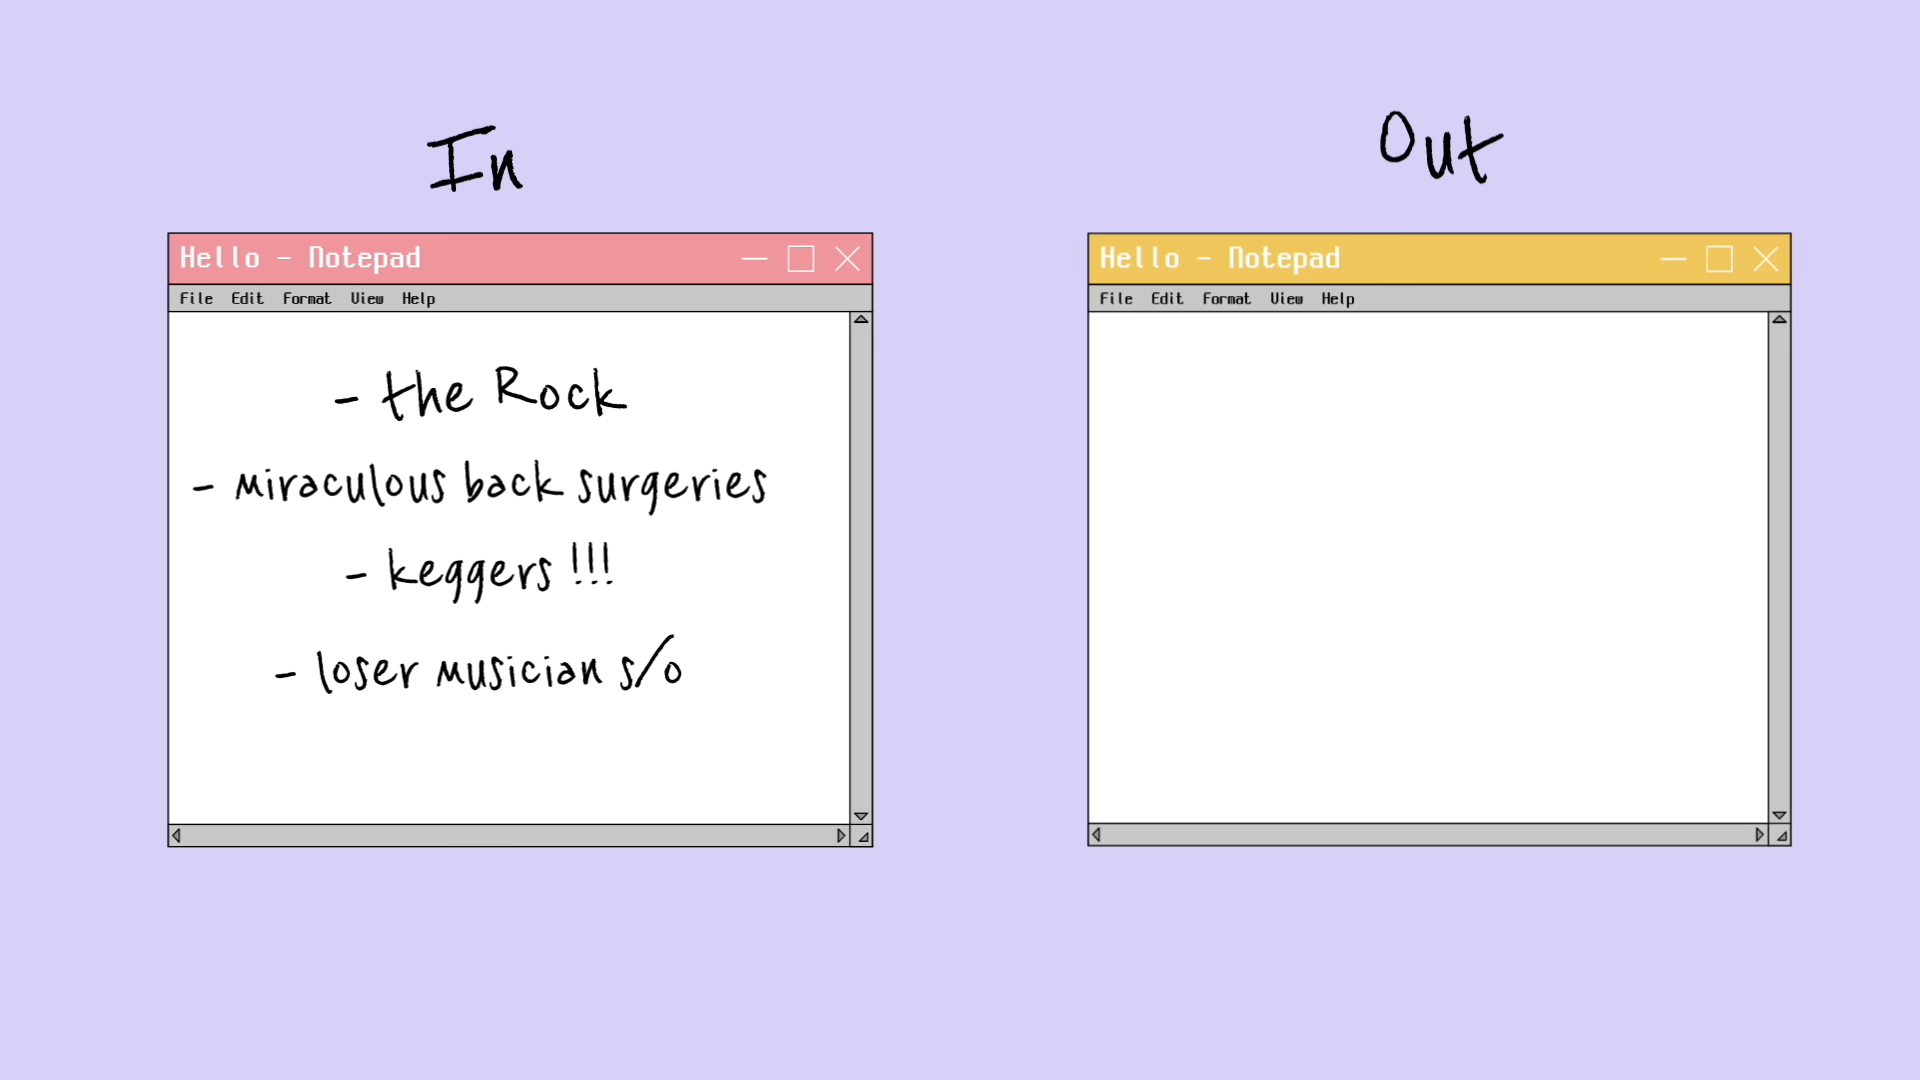 In
Out
Hello - Notepad
File Edit Format View Help
- the Rock
- miraculous back surgeries
- keggers !!!
- loser musician s/o
Hello - Notepad
File Edit Format View Help